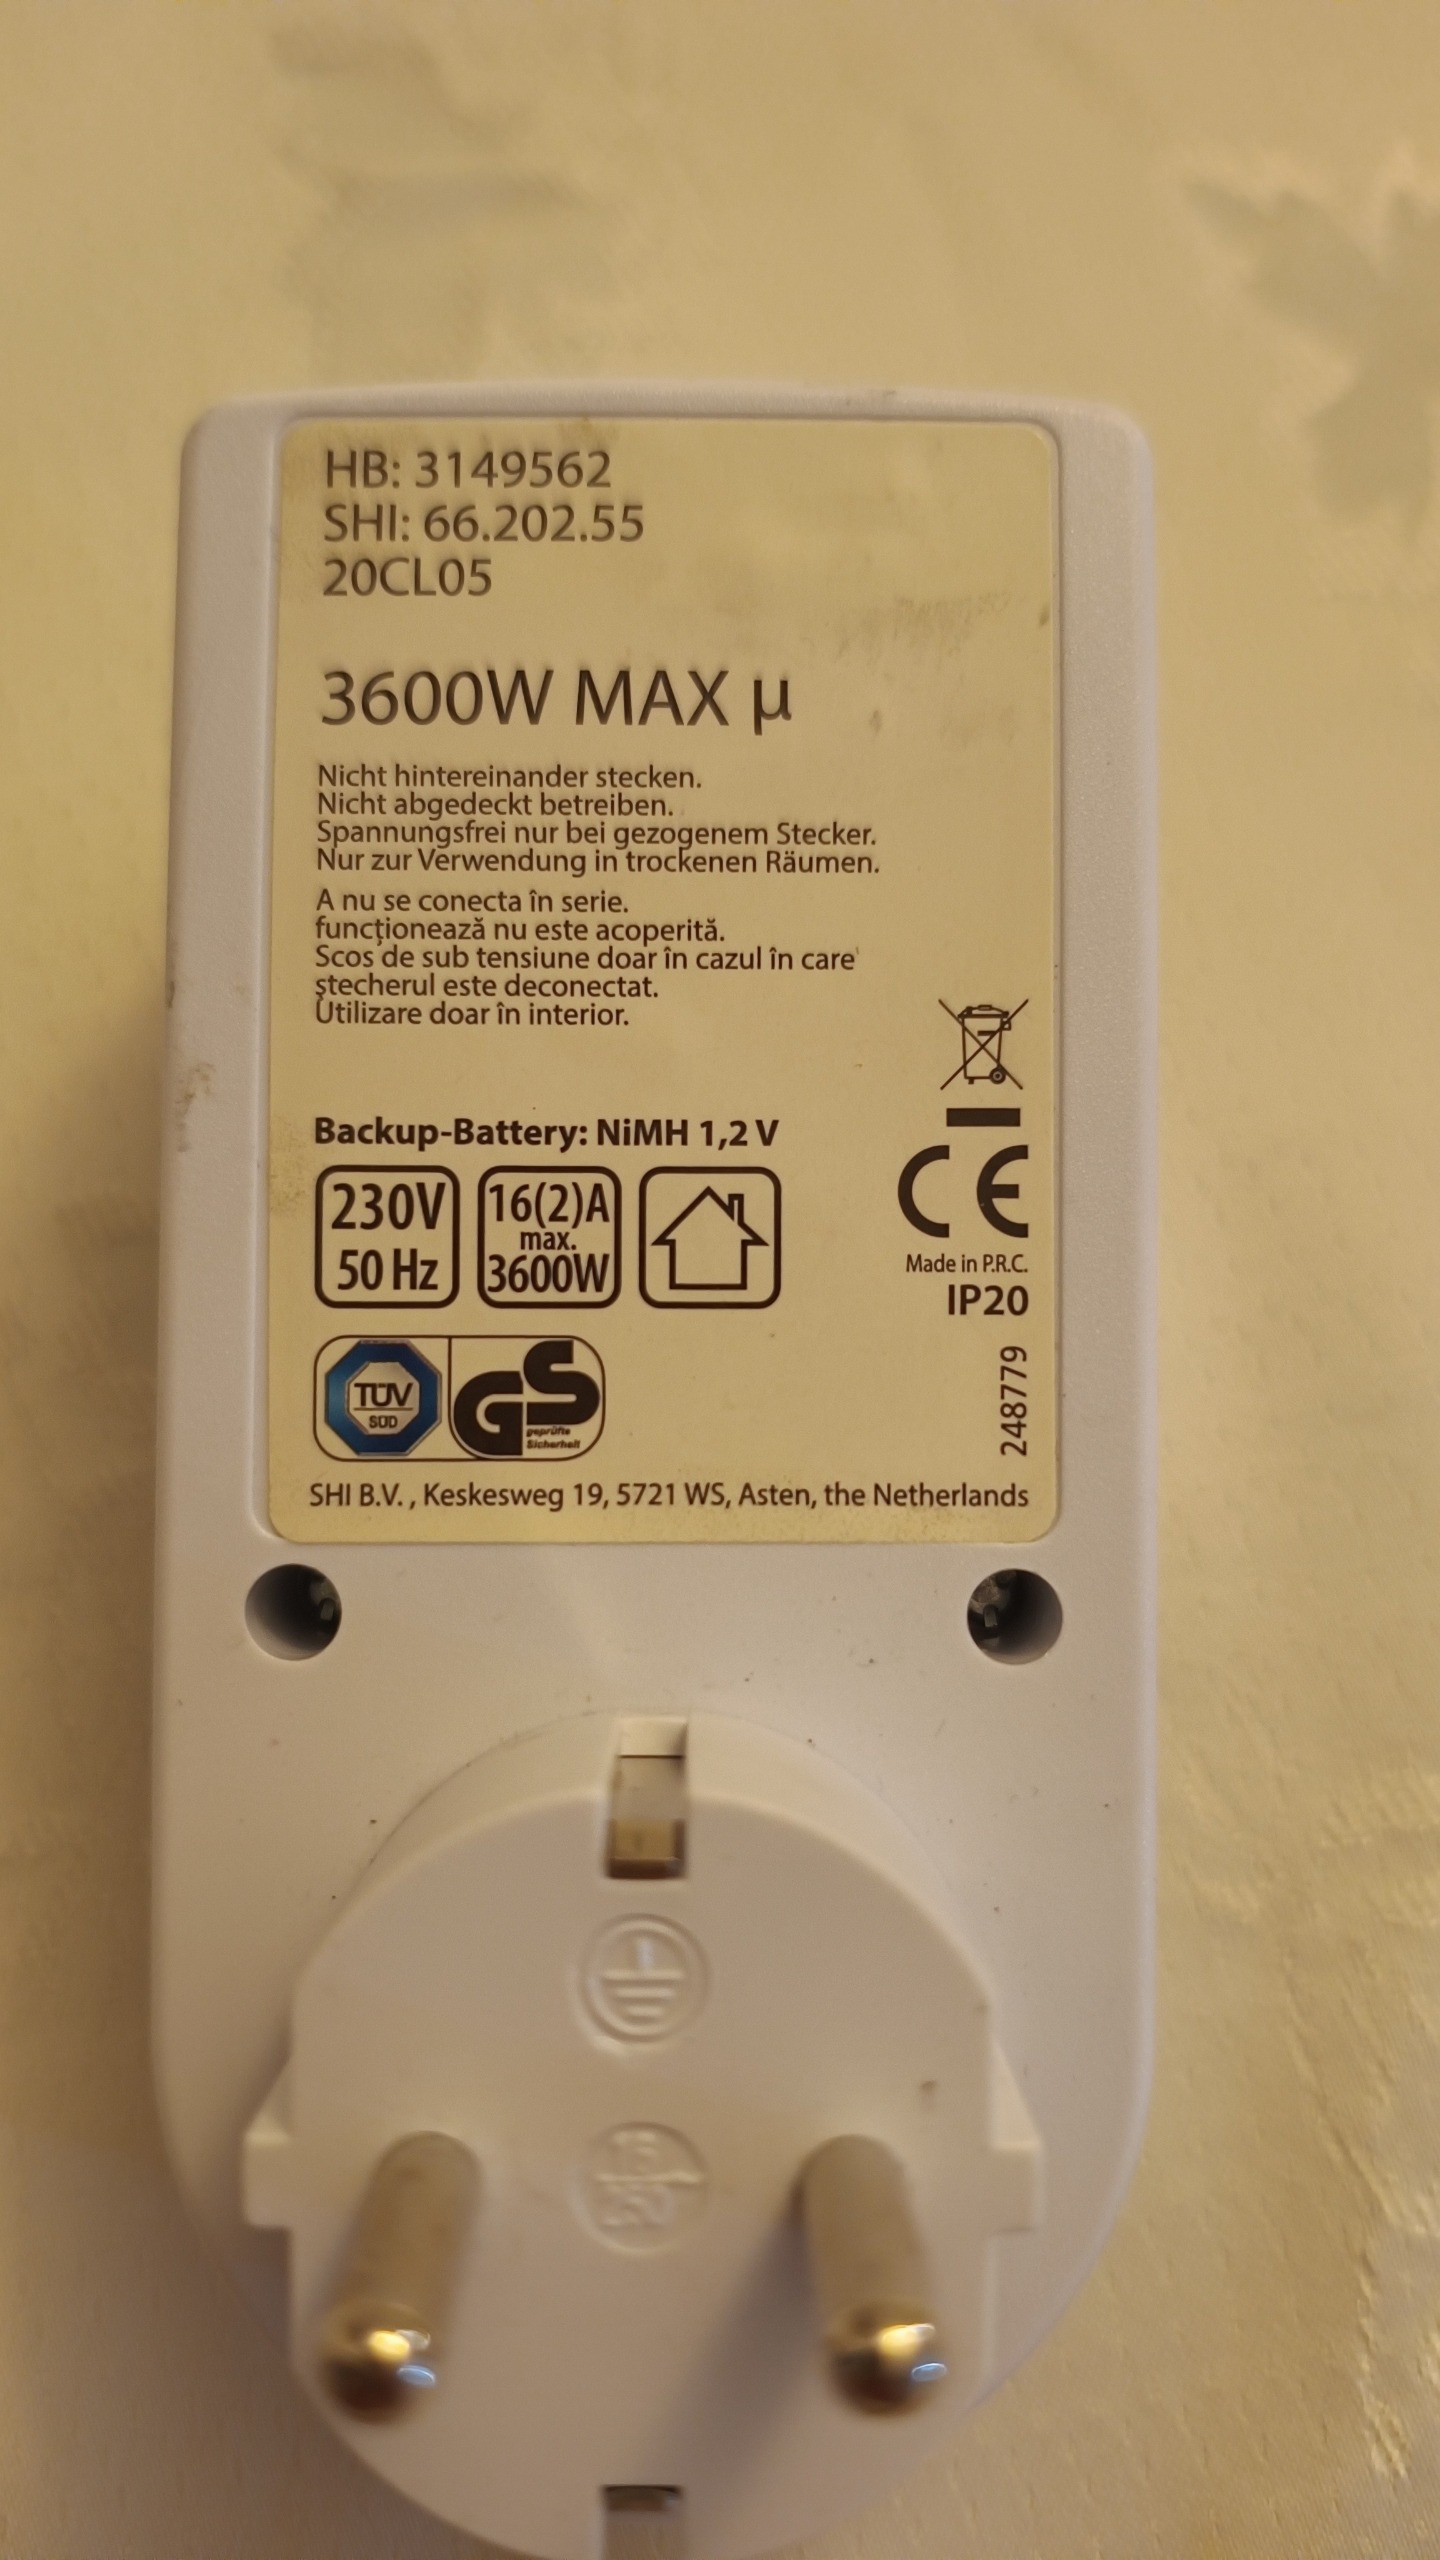 HB: 3149562
SHI: 66.202.55
20CL05
3600W MAX µ
Nicht hintereinander stecken.
Nicht abgedeckt betreiben.
Spannungsfrei nur bei gezogenem Stecker.
Nur zur Verwendung in trockenen Räumen.
A nu se conecta în serie.
funcționează nu este acoperită.
Scos de sub tensiune doar în cazul în care
ştecherul este deconectat.
Utilizare doar în interior.
Backup-Battery: NiMH 1,2 V
230V
50 Hz
16(2)A
max.
3600W
CE
Made in P.R.C.
IP20
TÜV
SÜD
GS
geprüfte
Sicherheit
248779
SHI B.V. , Keskesweg 19, 5721 WS, Asten, the Netherlands